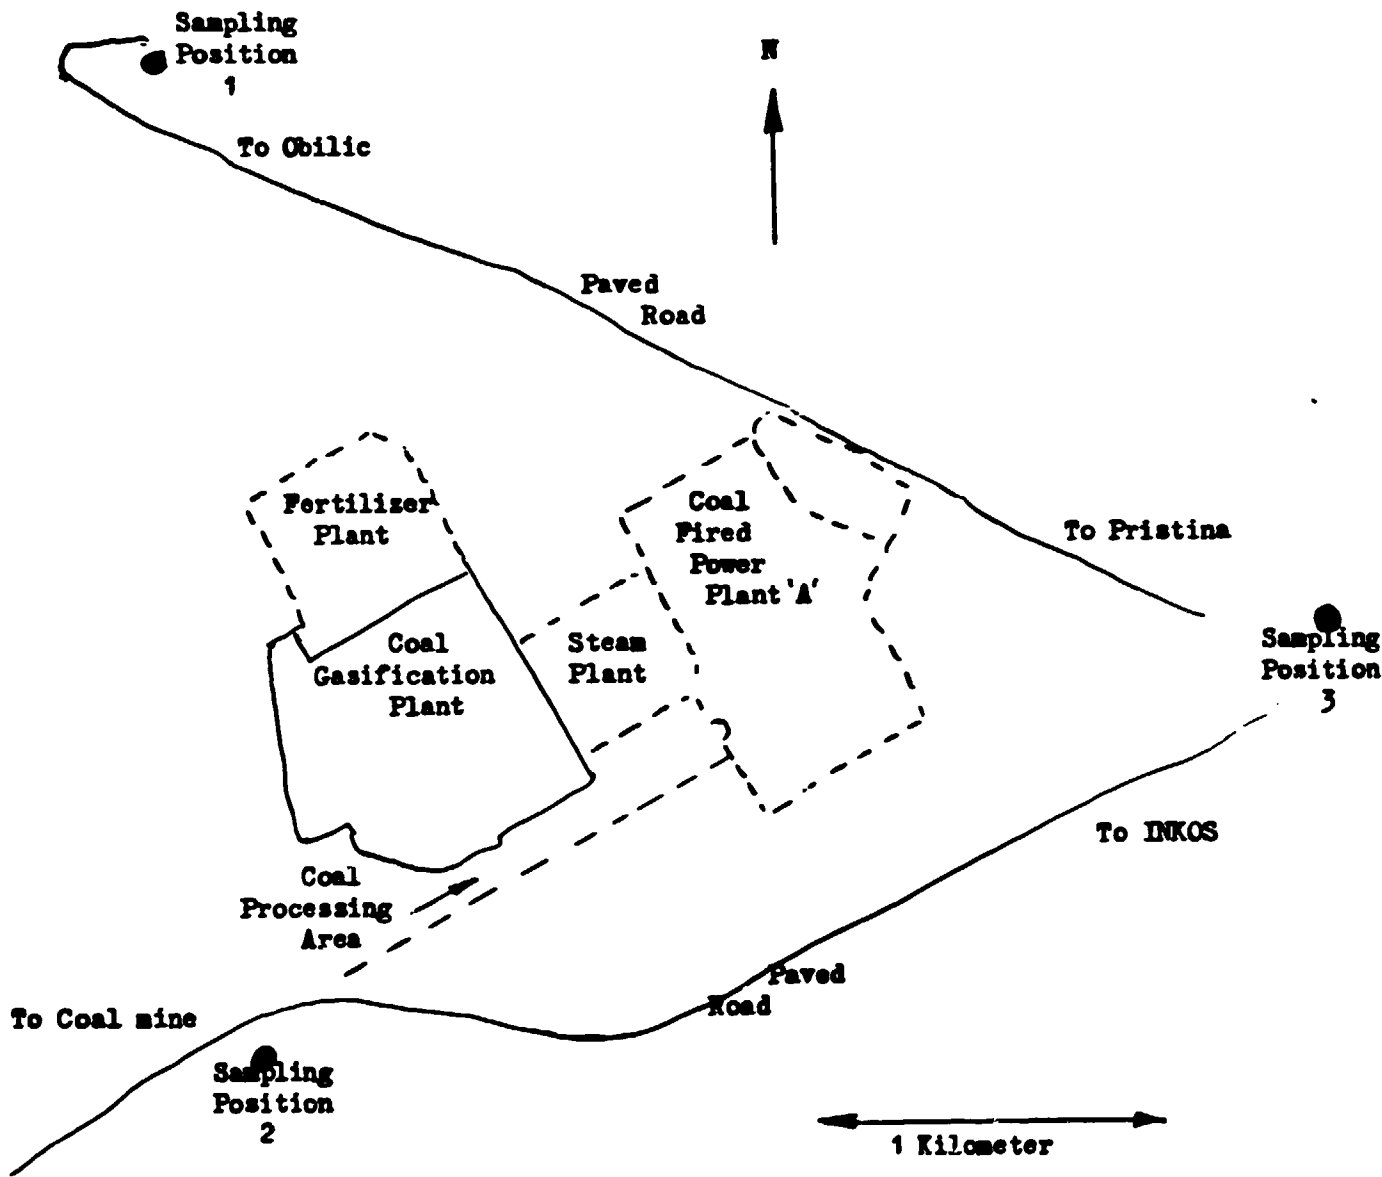 Sampling
Position
1
N
To Obilic
Paved
Road
Fertilizer
Plant
Coal
Fired
Power
Plant 'A'
To Pristina
Coal
Gasification
Plant
Steam
Plant
Sampling
Position
3
To INKOS
Coal
Processing
Area
Paved
Road
To Coal mine
Sampling
Position
2
1 Kilometer